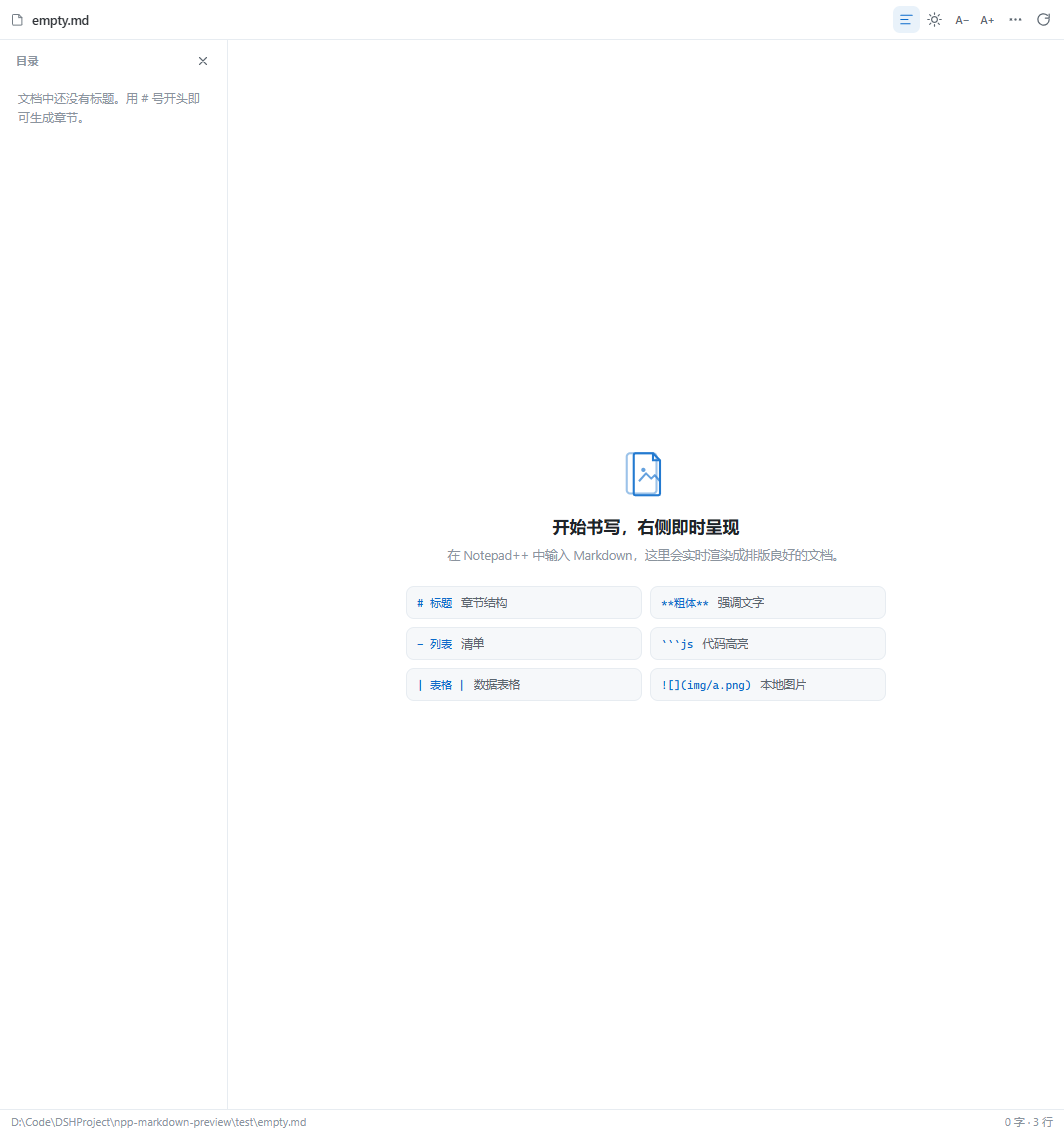 empty.md
A− A+
目录
文档中还没有标题。用 # 号开头即
可生成章节。
开始书写，右侧即时呈现
在 Notepad++ 中输入 Markdown，这里会实时渲染成排版良好的文档。
# 标题 章节结构
**粗体** 强调文字
- 列表 清单
```js 代码高亮
| 表格 | 数据表格
![](img/a.png) 本地图片
D:\Code\DSHProject\npp-markdown-preview\test\empty.md
0 字 · 3 行